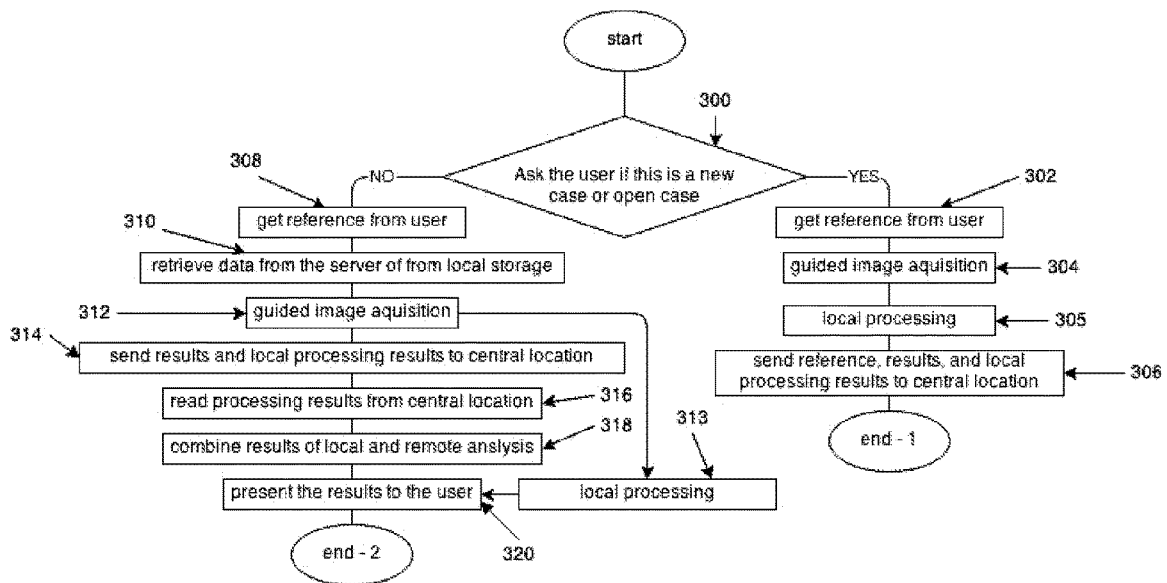 start
300
Ask the user if this is a new
case or open case
NO
YES
308
get reference from user
302
get reference from user
310
retrieve data from the server of from local storage
guided image aquisition
304
312
guided image aquisition
local processing
305
314
send results and local processing results to central location
send reference, results, and local
processing results to central location
306
read processing results from central location
316
combine results of local and remote anslysis
318
313
end - 1
present the results to the user
local processing
320
end - 2